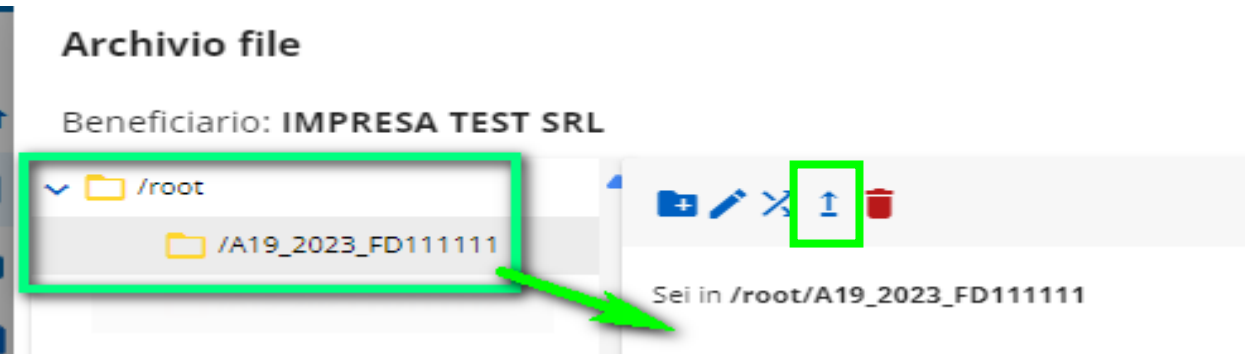 Archivio file
Beneficiario: IMPRESA TEST SRL
/root
/A19_2023_FD111111
Sei in /root/A19_2023_FD111111